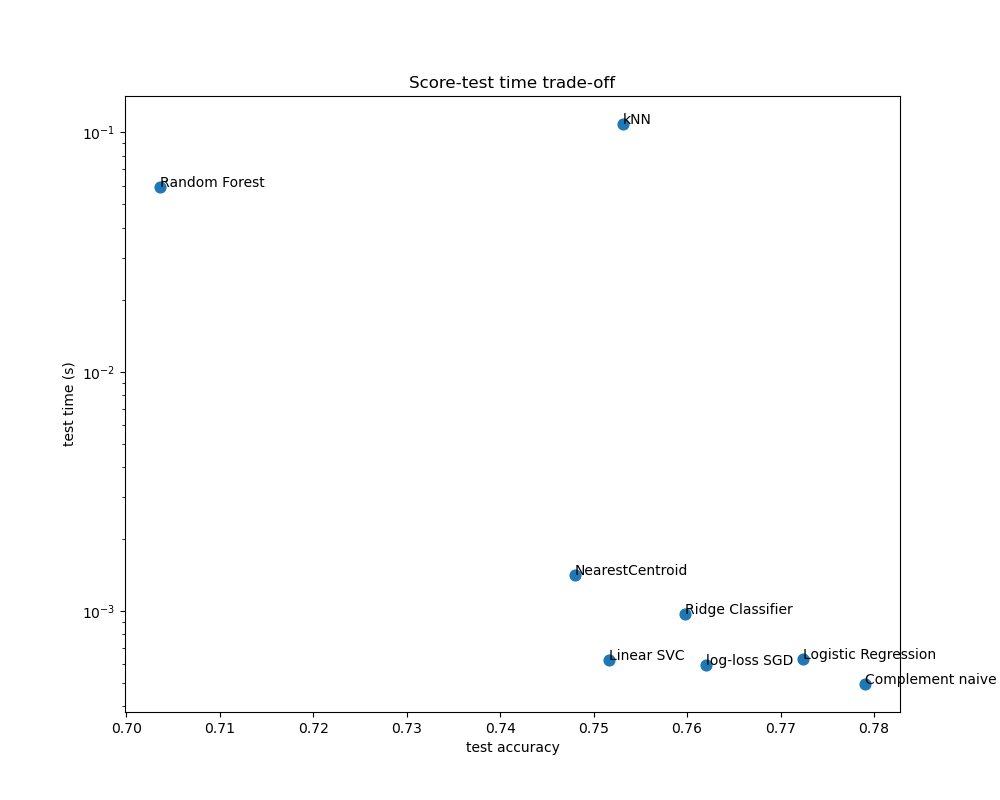 Score-test time trade-off
kNN
10⁻¹
Random Forest
10⁻²
test time (s)
NearestCentroid
10⁻³
Ridge Classifier
Linear SVC
log-loss SGD
Logistic Regression
Complement naive
0.70 0.71 0.72 0.73 0.74 0.75 0.76 0.77 0.78
test accuracy